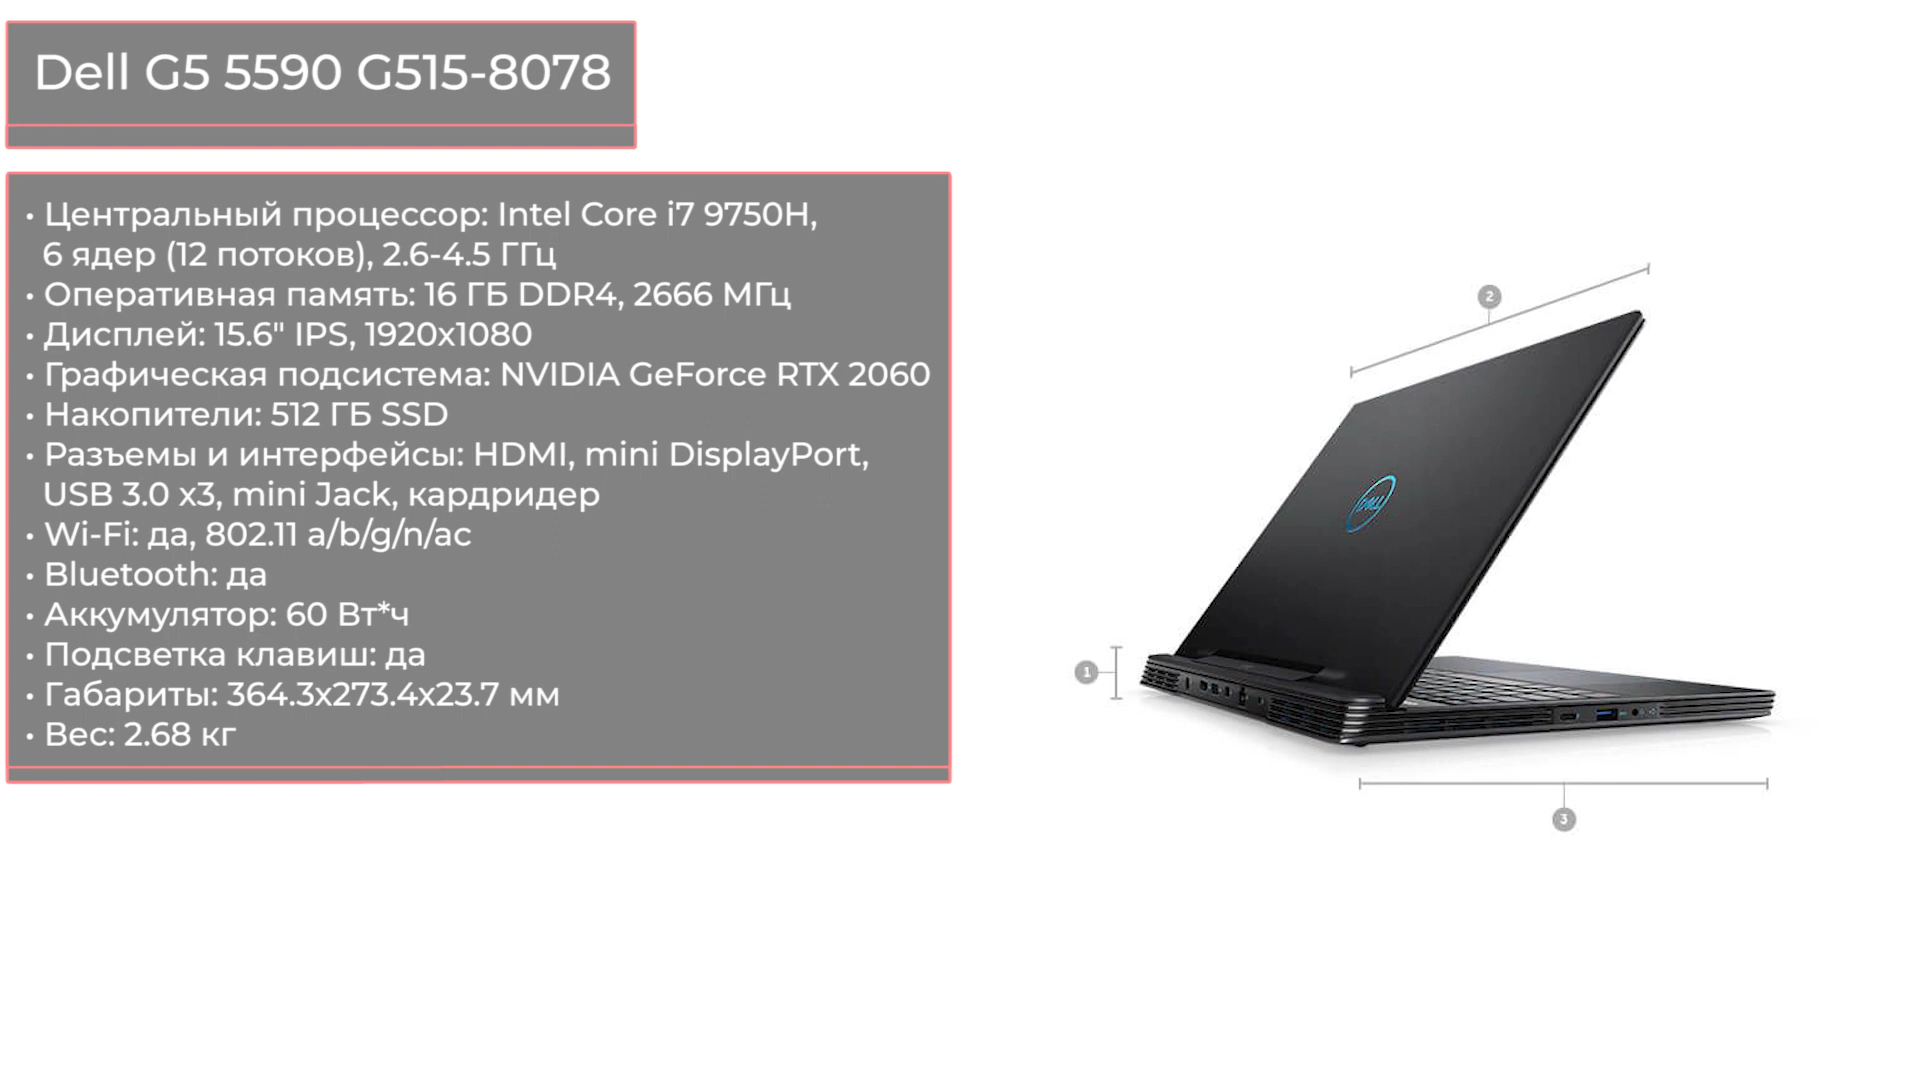 Dell G5 5590 G515-8078
• Центральный процессор: Intel Core i7 9750H,
6 ядер (12 потоков), 2.6-4.5 ГГц
• Оперативная память: 16 ГБ DDR4, 2666 МГц
• Дисплей: 15.6" IPS, 1920x1080
• Графическая подсистема: NVIDIA GeForce RTX 2060
• Накопители: 512 ГБ SSD
• Разъемы и интерфейсы: HDMI, mini DisplayPort,
USB 3.0 x3, mini Jack, кардридер
• Wi-Fi: да, 802.11 a/b/g/n/ac
• Bluetooth: да
• Аккумулятор: 60 Вт*ч
• Подсветка клавиш: да
• Габариты: 364.3x273.4x23.7 мм
• Вес: 2.68 кг
2
DELL
1
3